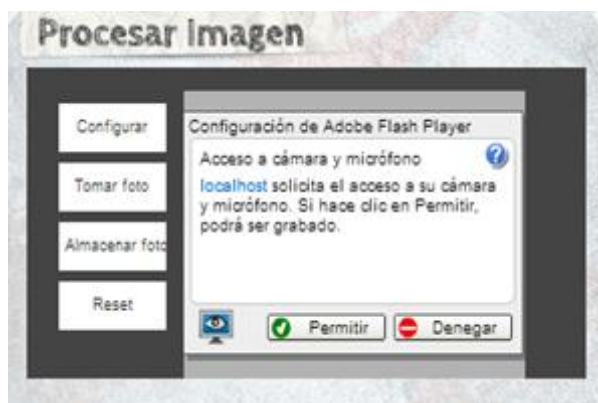 Procesar imagen
Configurar
Tomar foto
Almacenar foto
Reset
Configuración de Adobe Flash Player
Acceso a cámara y micrófono
localhost solicita el acceso a su cámara
y micrófono. Si hace clic en Permitir,
podrá ser grabado.
Permitir
Denegar